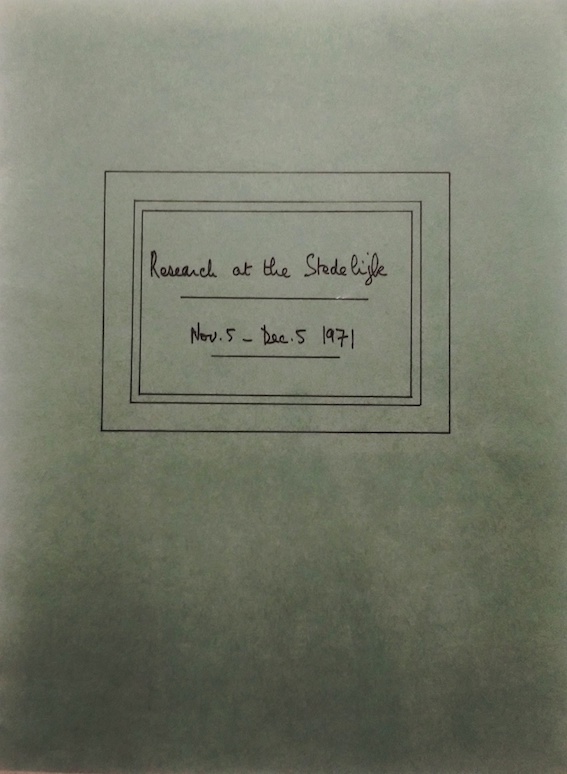 Research at the Stedelijk
Nov. 5 - Dec. 5 1971